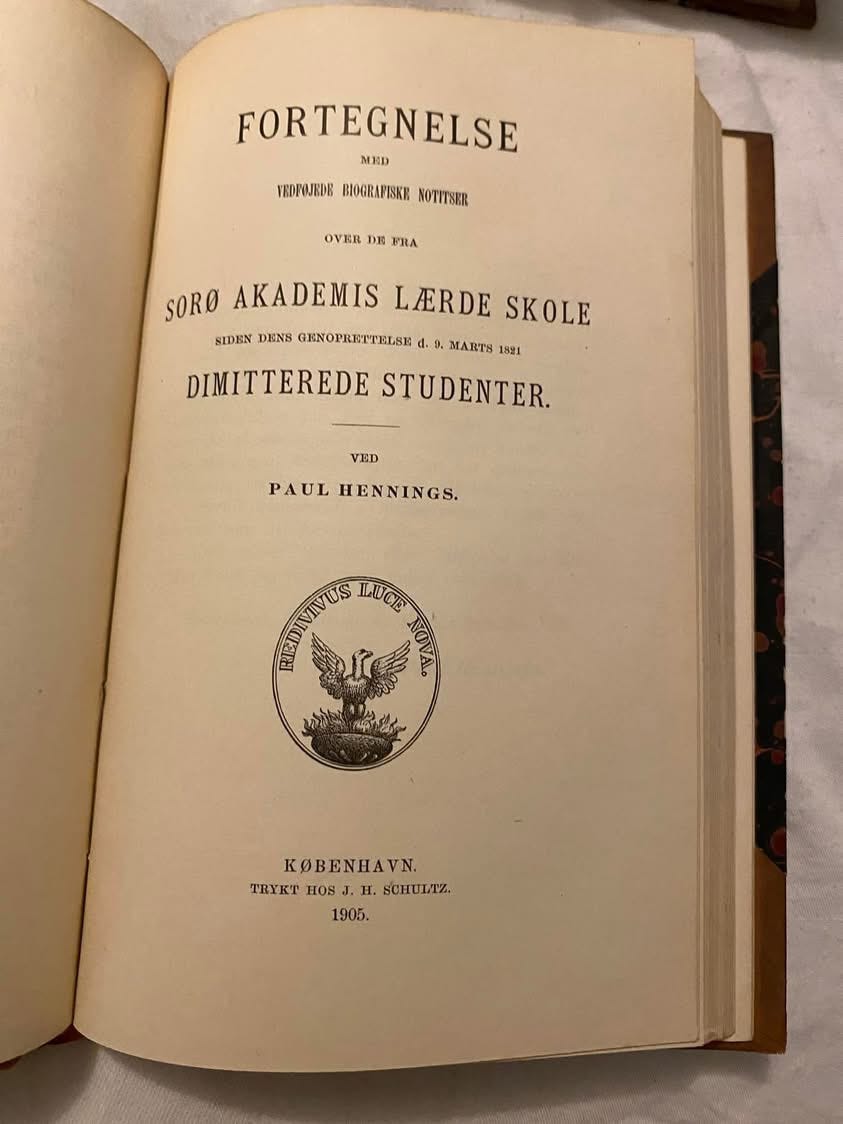 FORTEGNELSE
MED
VEDFØJEDE BIOGRAFISKE NOTITSER
OVER DE FRA
SORØ AKADEMIS LÆRDE SKOLE
SIDEN DENS GENOPRETTELSE d. 9. MARTS 1821
DIMITTEREDE STUDENTER.
VED
PAUL HENNINGS.
REDIVIVUS LUCE NOVA.
KØBENHAVN.
TRYKT HOS J. H. SCHULTZ.
1905.